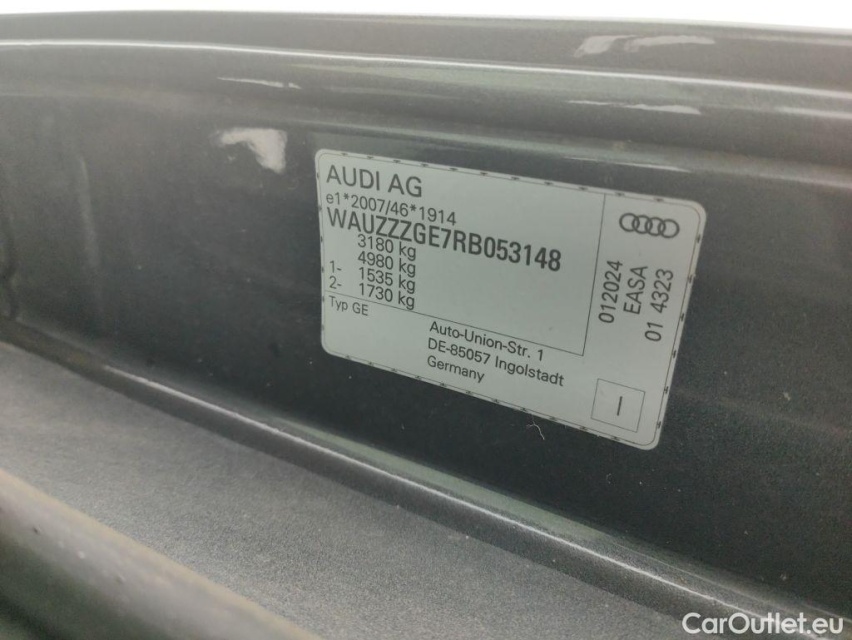 AUDI AG
e1*2007/46*1914
WAUZZZGE7RB053148
3180 kg
4980 kg
1- 1535 kg
2- 1730 kg
Typ GE
Auto-Union-Str. 1
DE-85057 Ingolstadt
Germany
012024
EASA
01 4323
I
CarOutlet.eu